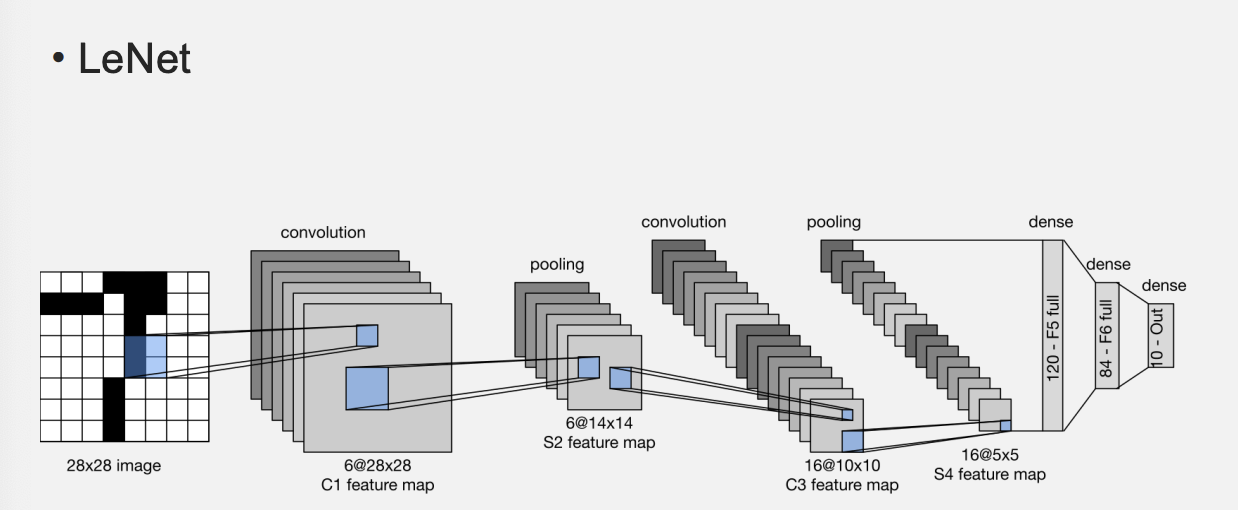 • LeNet
convolution
pooling
convolution
pooling
dense
dense
dense
28x28 image
6@28x28
C1 feature map
6@14x14
S2 feature map
16@10x10
C3 feature map
16@5x5
S4 feature map
120 - F5 full
84 - F6 full
10 - Out